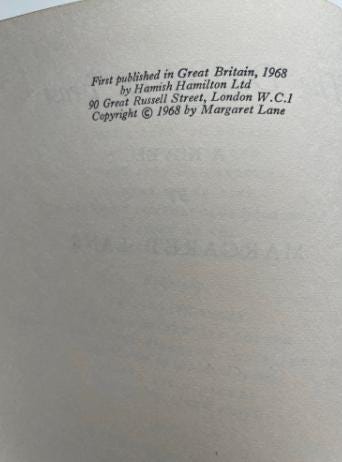 First published in Great Britain, 1968
by Hamish Hamilton Ltd
90 Great Russell Street, London W.C.1
Copyright © 1968 by Margaret Lane